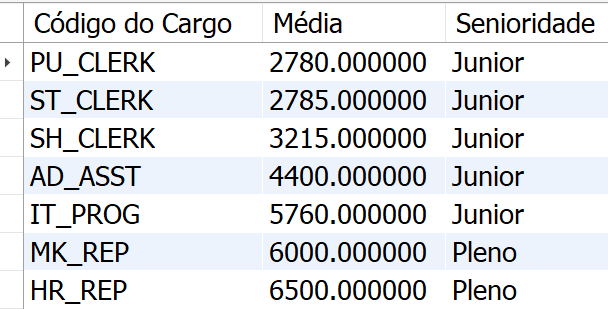 Código do Cargo Média Senioridade
PU_CLERK 2780.000000 Junior
ST_CLERK 2785.000000 Junior
SH_CLERK 3215.000000 Junior
AD_ASST 4400.000000 Junior
IT_PROG 5760.000000 Junior
MK_REP 6000.000000 Pleno
HR_REP 6500.000000 Pleno